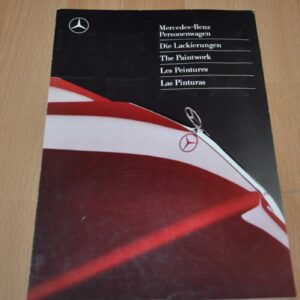 Mercedes-Benz
Personenwagen
Die Lackierungen
The Paintwork
Les Peintures
Las Pinturas